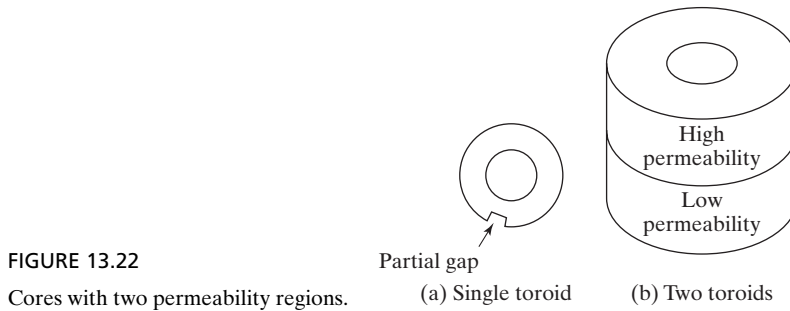 High
permeability
Low
permeability
Partial gap
FIGURE 13.22
Cores with two permeability regions.
(a) Single toroid
(b) Two toroids